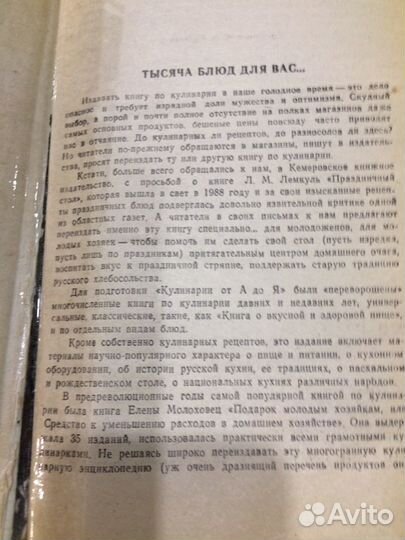 ТЫСЯЧА БЛЮД ДЛЯ ВАС...
Издавать книгу по кулинарии в наше голодное время — это дело
опасное и требует изрядной доли мужества и оптимизма. Скудный
выбор, а порой и почти полное отсутствие на полках магазинов даже
самых основных продуктов, бешеные цены повсюду часто приводят
нас в отчаяние. До кулинарных ли рецептов, до разносолов ли здесь?
Но читатели по-прежнему обращаются в магазины, пишут в издатель-
ства, просят переиздать ту или другую книгу по кулинарии.
Кстати, больше всего обращались к нам, в Кемеровское книжное
издательство, с просьбой о книге Л. М. Лемкуль «Праздничный
стол», которая вышла в свет в 1988 году и за свои изысканные рецеп-
ты праздничных блюд подверглась довольно язвительной критике одной
из областных газет. А читатели в своих письмах к нам предлагают
переиздать именно эту книгу специально... для молодоженов, для мо-
лодых хозяек — чтобы помочь им сделать свой стол (пусть изредка,
пусть лишь по праздникам) притягательным центром домашнего очага,
воспитать вкус к праздничной стряпне, поддержать старую традицию
русского хлебосольства.
Для подготовки «Кулинарии от А до Я» были «переворошены»
многочисленные книги по кулинарии давних и недавних лет, универ-
сальные, классические, такие, как «Книга о вкусной и здоровой пище»,
и по отдельным видам блюд.
Кроме собственно кулинарных рецептов, это издание включает ма-
териалы научно-популярного характера о пище и питании, о кухонном
оборудовании, об истории русской кухни, ее традициях, о пасхальном
и рождественском столе, о национальных кухнях различных народов.
В предреволюционные годы самой популярной книгой по кулина-
рии была книга Елены Молоховец «Подарок молодым хозяйкам, или
Средство к уменьшению расходов в домашнем хозяйстве». Она выдер-
жала 35 изданий, использовалась практически всеми грамотными ку-
линарками. Не решаясь широко переиздавать эту многогранную кули-
нарную энциклопедию (уж очень дразнящий перечень продуктов он
Avito